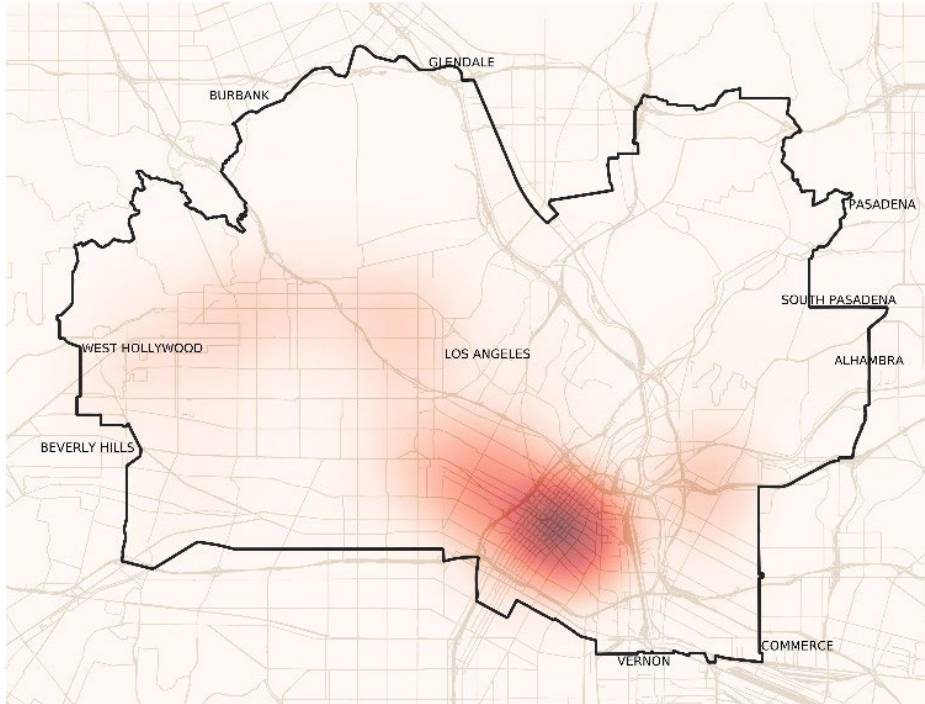 GLENDALE
BURBANK
PASADENA
SOUTH PASADENA
WEST HOLLYWOOD
LOS ANGELES
ALHAMBRA
BEVERLY HILLS
COMMERCE
VERNON